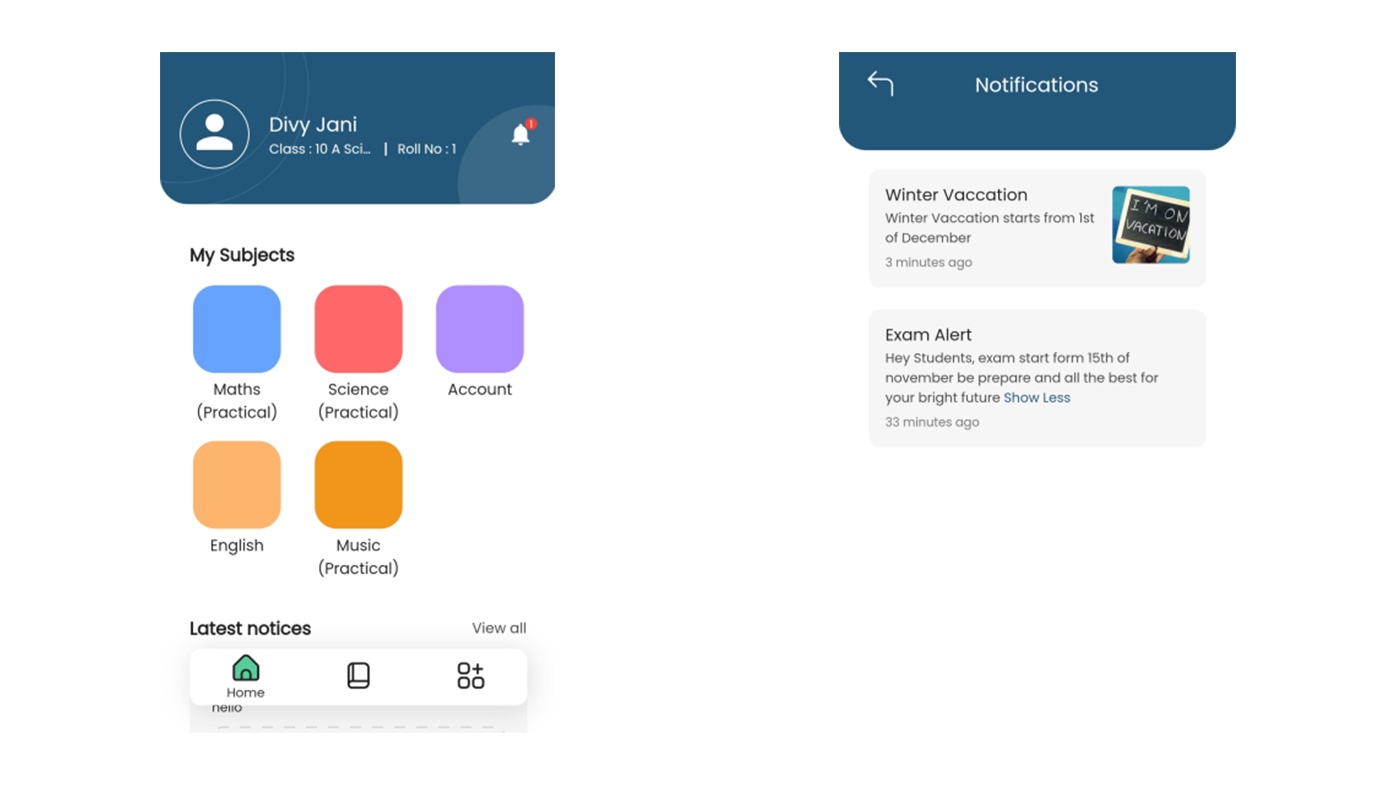 Divy Jani
Class : 10 A Sci... | Roll No : 1
1
My Subjects
Maths
(Practical)
Science
(Practical)
Account
English
Music
(Practical)
Latest notices
View all
Home
hello
Notifications
Winter Vaccation
Winter Vaccation starts from 1st
of December
3 minutes ago
I'M ON
VACATION
Exam Alert
Hey Students, exam start form 15th of
november be prepare and all the best for
your bright future Show Less
33 minutes ago